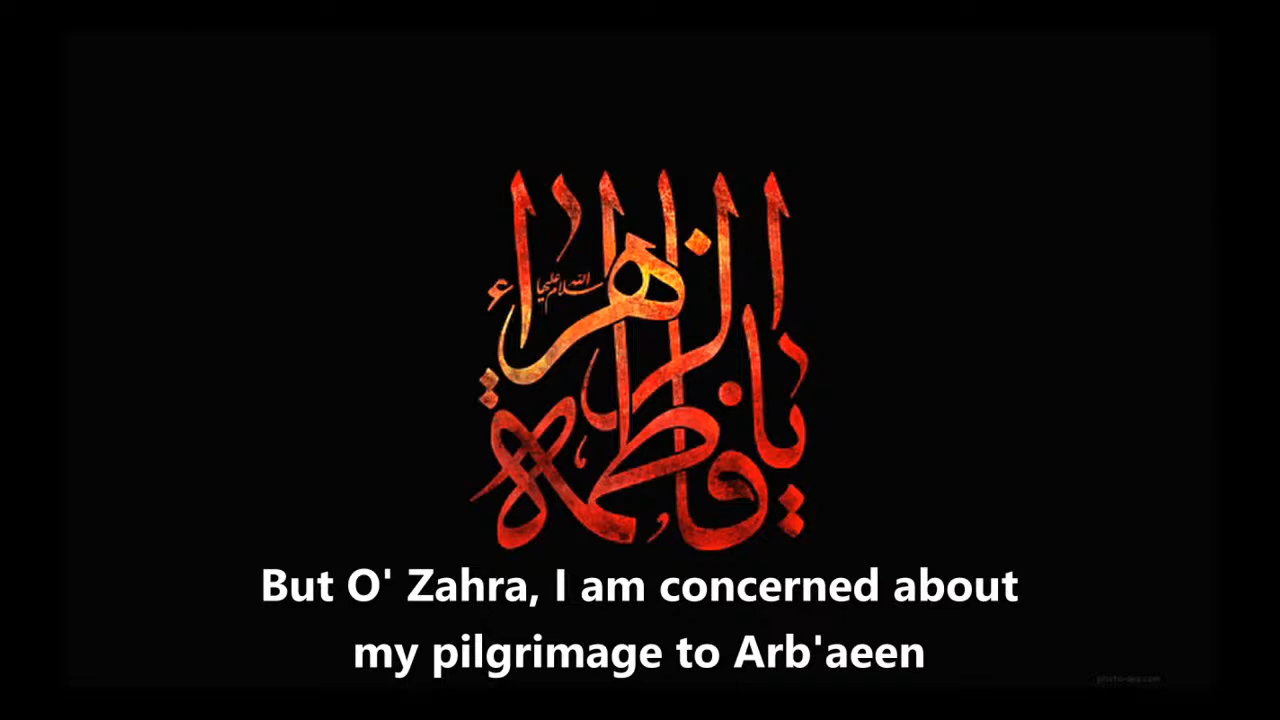 يا فاطمة
الزهراء
سلام الله عليها
But O' Zahra, I am concerned about
my pilgrimage to Arb'aeen